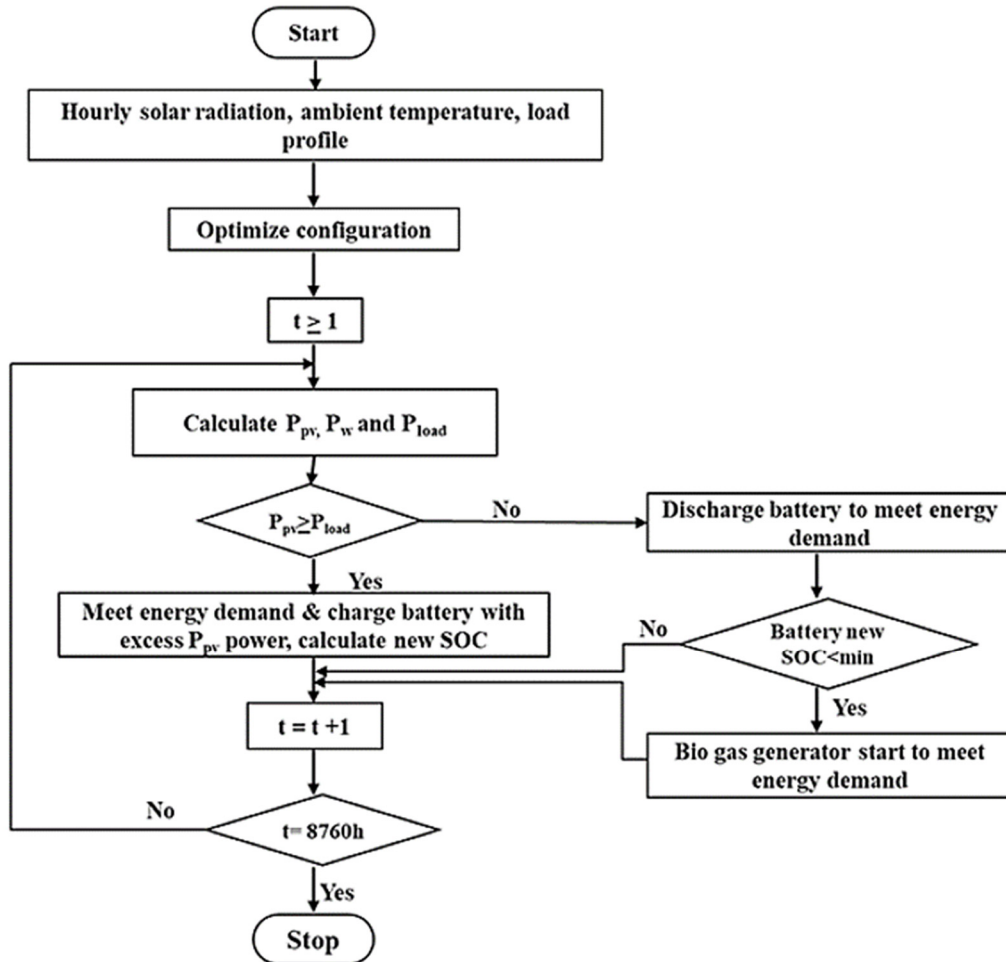 Start
Hourly solar radiation, ambient temperature, load
profile
Optimize configuration
t ≥ 1
Calculate Ppv, Pw and Pload
Ppv≥Pload
No
Discharge battery to meet energy
demand
Yes
Meet energy demand & charge battery with
excess Ppv power, calculate new SOC
No
Battery new
SOC<min
Yes
t = t +1
Bio gas generator start to meet
energy demand
No
t= 8760h
Yes
Stop